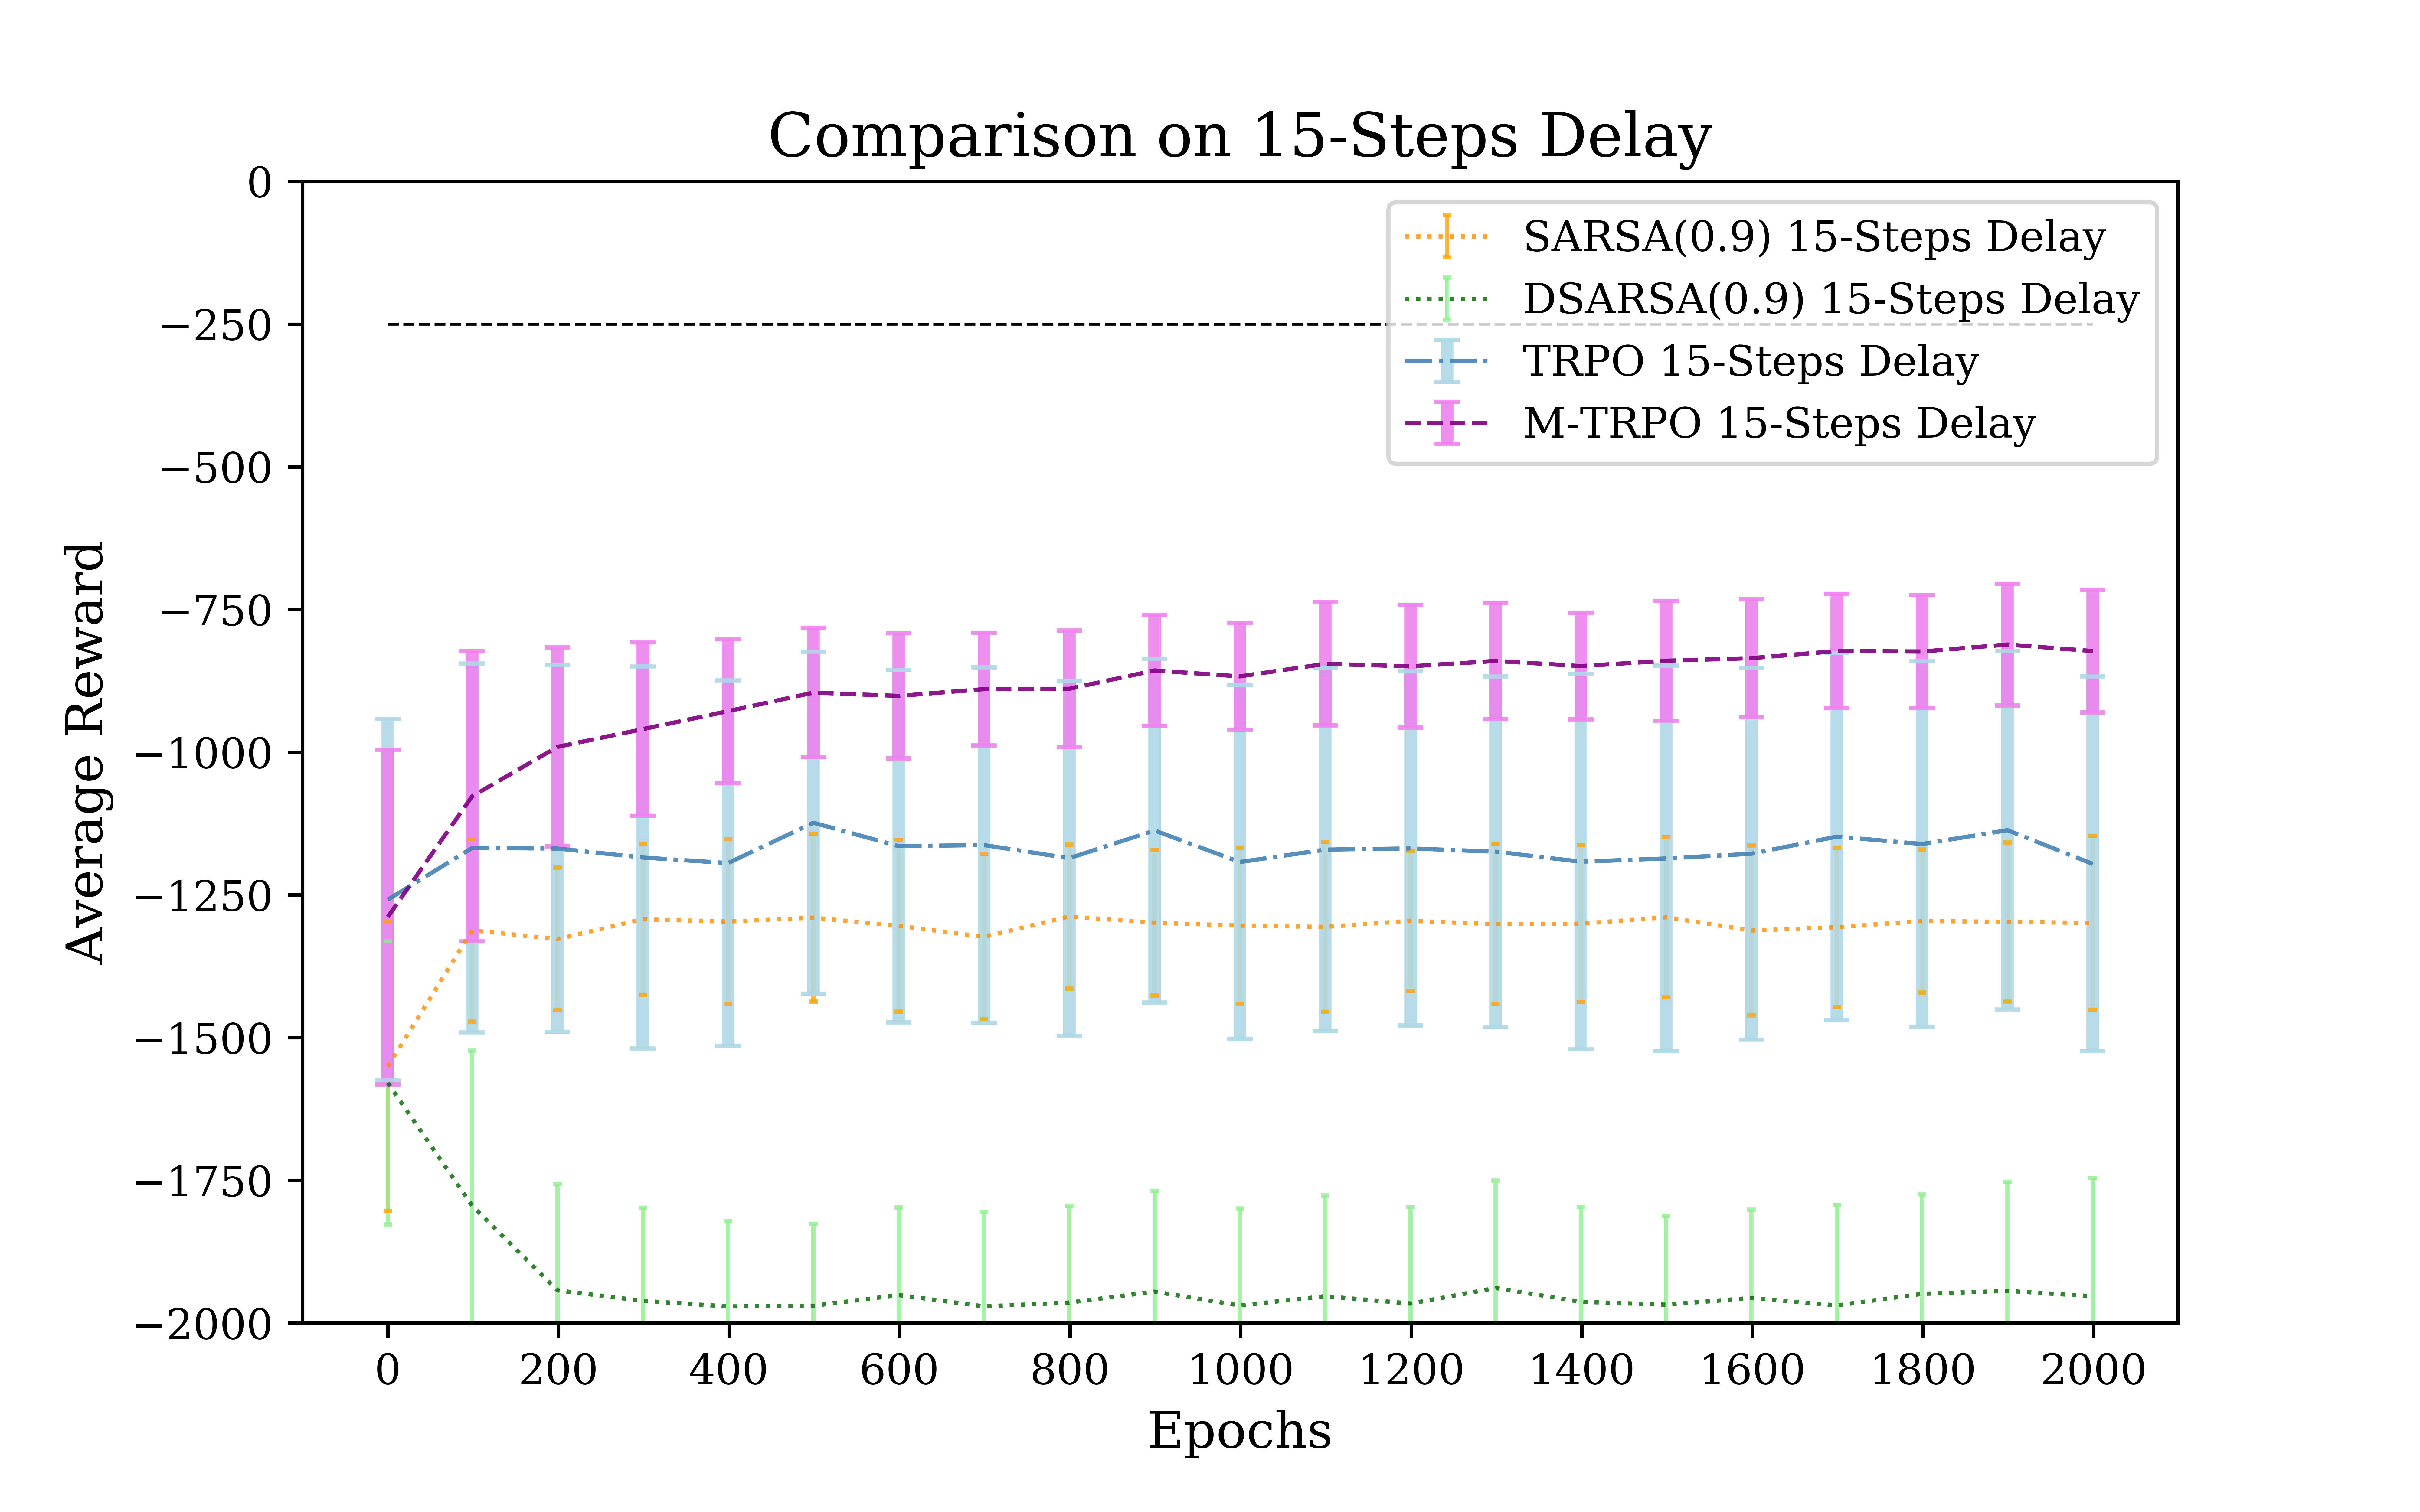 Comparison on 15-Steps Delay
0
−250
−500
−750
−1000
−1250
−1500
−1750
−2000
Average Reward
SARSA(0.9) 15-Steps Delay
DSARSA(0.9) 15-Steps Delay
TRPO 15-Steps Delay
M-TRPO 15-Steps Delay
0 200 400 600 800 1000 1200 1400 1600 1800 2000
Epochs